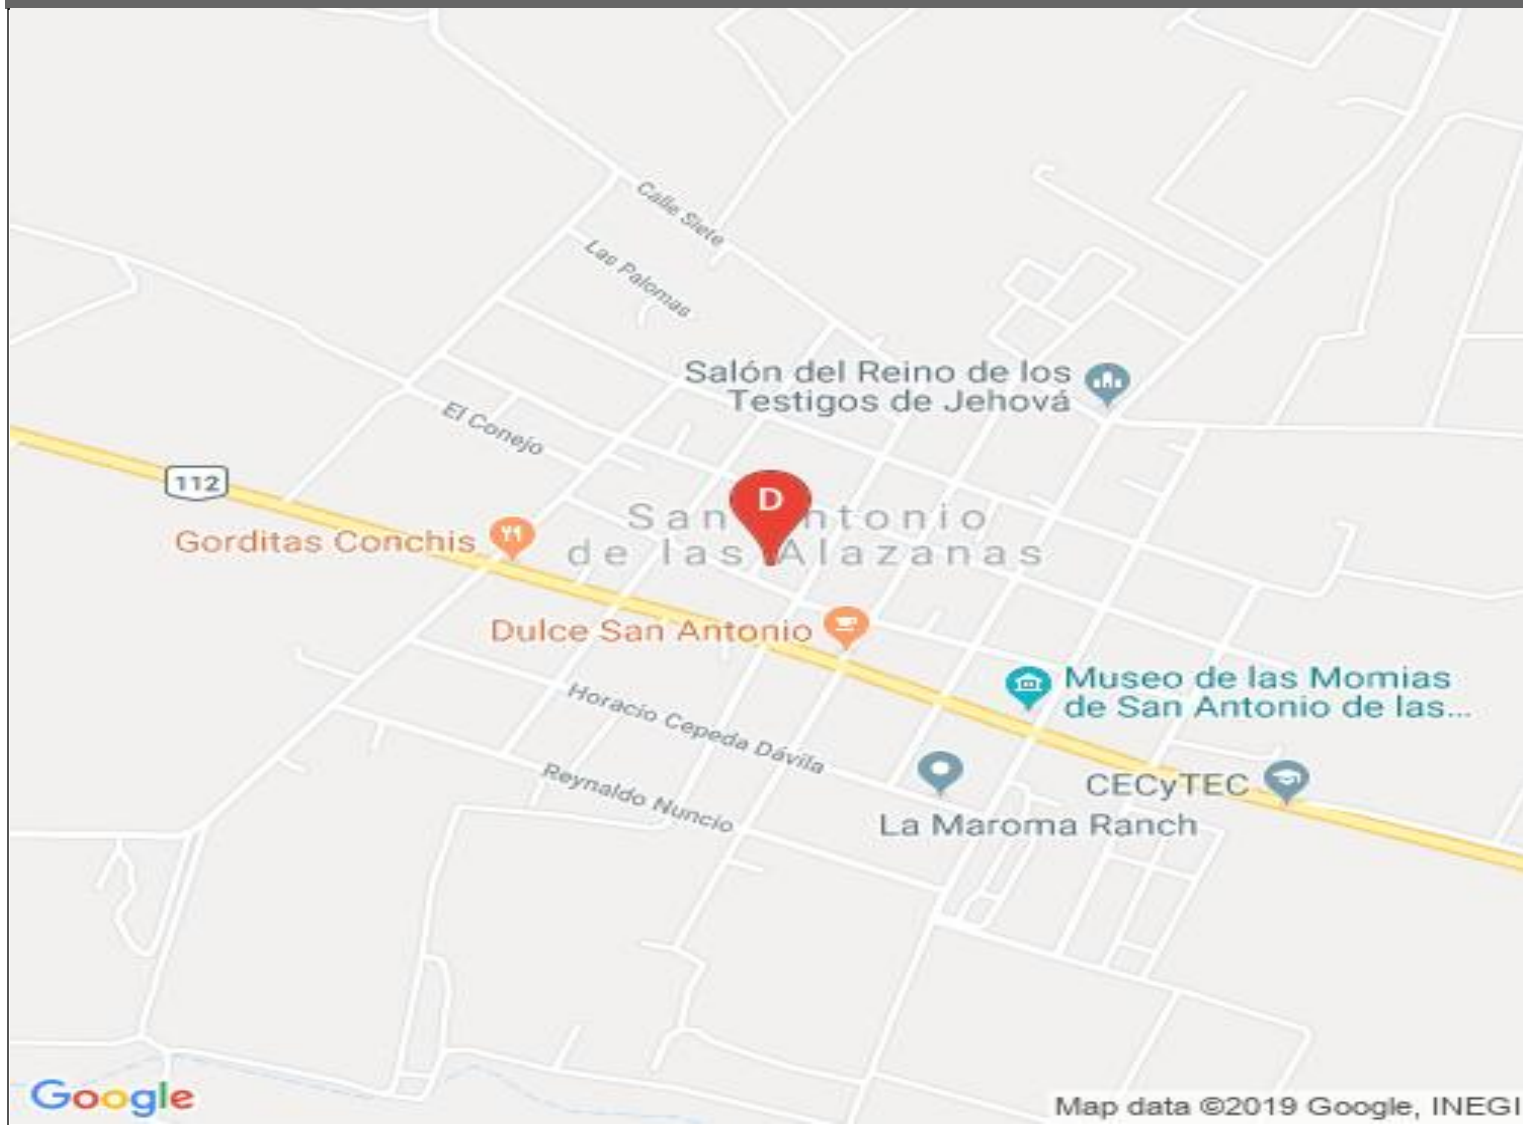 Calle Siete
Las Palomas
Salón del Reino de los
Testigos de Jehová
El Conejo
112
D
San Antonio
de las Alazanas
Gorditas Conchis
Dulce San Antonio
Museo de las Momias
de San Antonio de las...
Horacio Cepeda Dávila
Reynaldo Nuncio
CECyTEC
La Maroma Ranch
Google
Map data ©2019 Google, INEGI